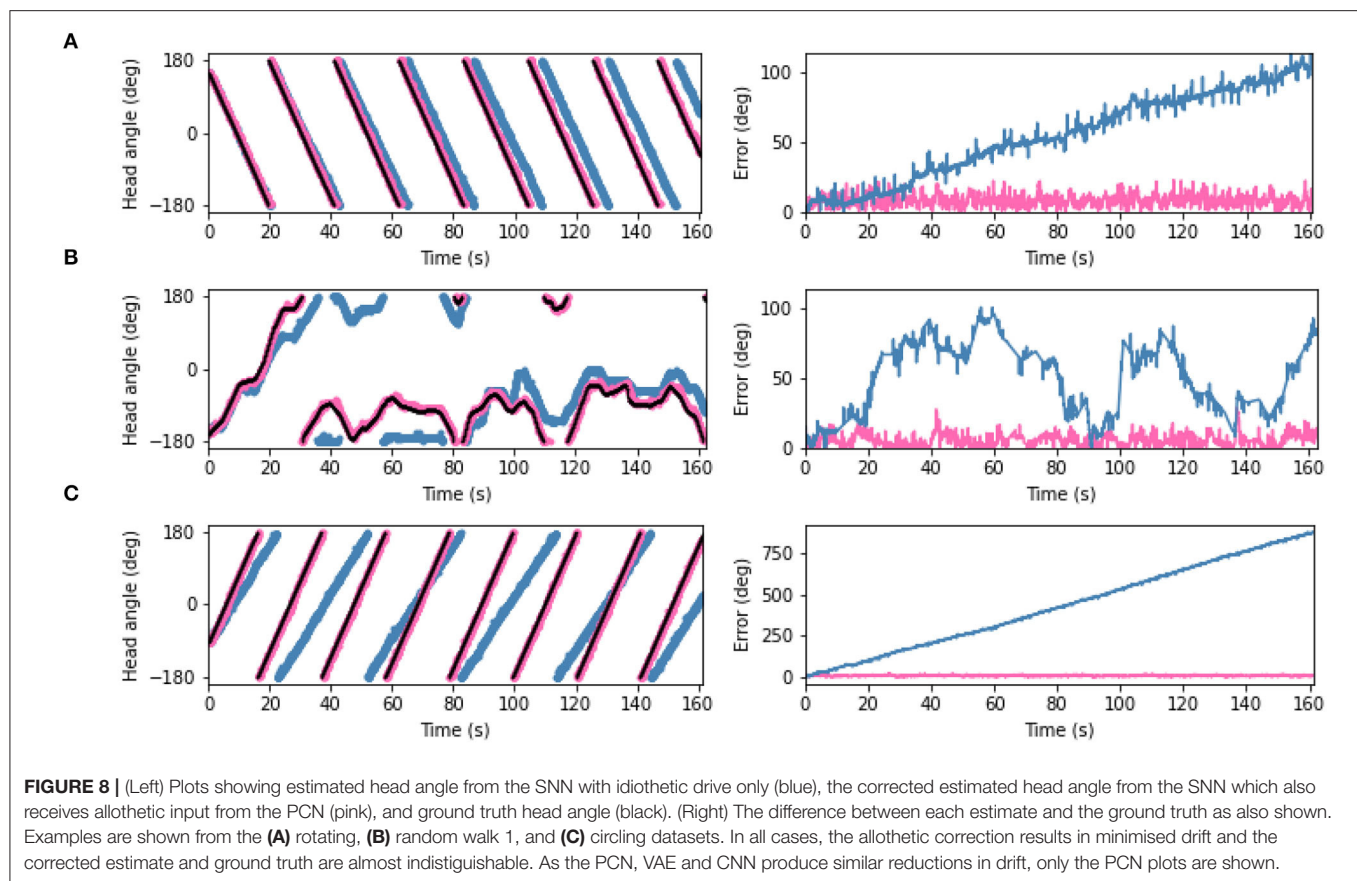 A
180
0
−180
Head angle (deg)
0 20 40 60 80 100 120 140 160
Time (s)
100
50
0
Error (deg)
0 20 40 60 80 100 120 140 160
Time (s)
B
180
0
−180
Head angle (deg)
0 20 40 60 80 100 120 140 160
Time (s)
100
50
0
Error (deg)
0 20 40 60 80 100 120 140 160
Time (s)
C
180
0
−180
Head angle (deg)
0 20 40 60 80 100 120 140 160
Time (s)
750
500
250
0
Error (deg)
0 20 40 60 80 100 120 140 160
Time (s)
FIGURE 8 | (Left) Plots showing estimated head angle from the SNN with idiothetic drive only (blue), the corrected estimated head angle from the SNN which also
receives allothetic input from the PCN (pink), and ground truth head angle (black). (Right) The difference between each estimate and the ground truth as also shown.
Examples are shown from the (A) rotating, (B) random walk 1, and (C) circling datasets. In all cases, the allothetic correction results in minimised drift and the
corrected estimate and ground truth are almost indistiguishable. As the PCN, VAE and CNN produce similar reductions in drift, only the PCN plots are shown.